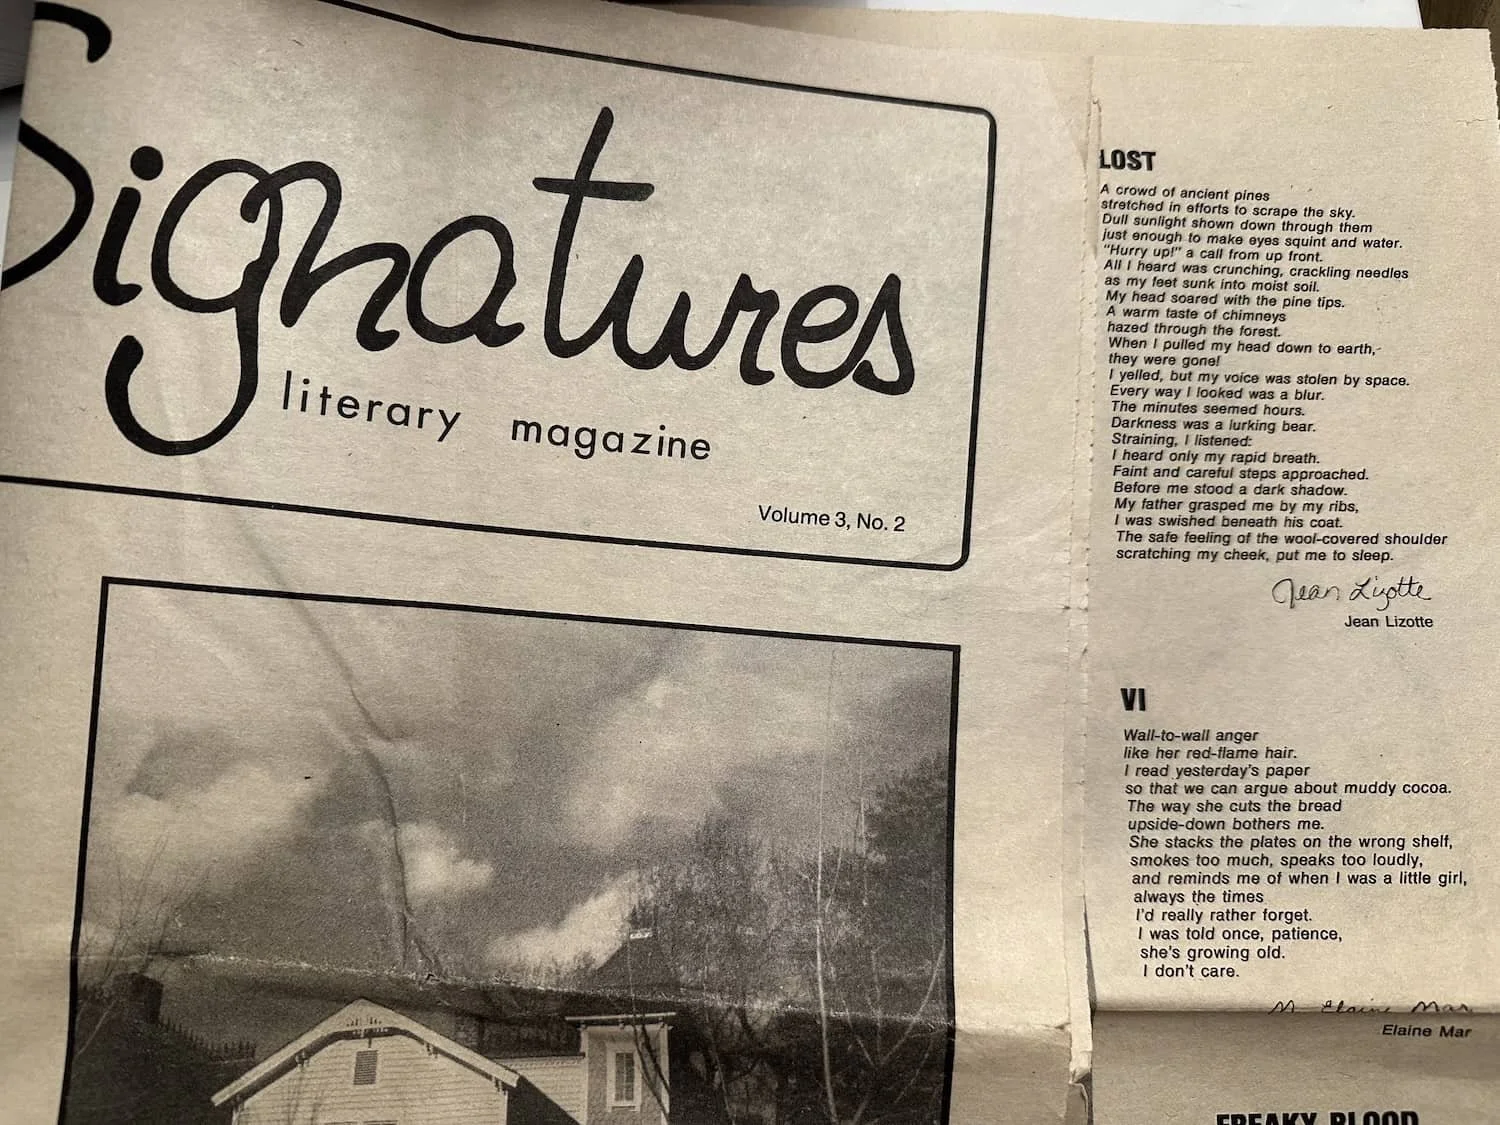 Signatures
literary magazine
Volume 3, No. 2
LOST
A crowd of ancient pines
stretched in efforts to scrape the sky.
Dull sunlight shown down through them
just enough to make eyes squint and water.
"Hurry up!" a call from up front.
All I heard was crunching, crackling needles
as my feet sunk into moist soil.
My head soared with the pine tips.
A warm taste of chimneys
hazed through the forest.
When I pulled my head down to earth,
they were gone!
I yelled, but my voice was stolen by space.
Every way I looked was a blur.
The minutes seemed hours.
Darkness was a lurking bear.
Straining, I listened:
I heard only my rapid breath.
Faint and careful steps approached.
Before me stood a dark shadow.
My father grasped me by my ribs,
I was swished beneath his coat.
The safe feeling of the wool-covered shoulder
scratching my cheek, put me to sleep.
Jean Lizotte
Jean Lizotte
VI
Wall-to-wall anger
like her red-flame hair.
I read yesterday's paper
so that we can argue about muddy cocoa.
The way she cuts the bread
upside-down bothers me.
She stacks the plates on the wrong shelf,
smokes too much, speaks too loudly,
and reminds me of when I was a little girl,
always the times
I'd really rather forget.
I was told once, patience,
she's growing old.
I don't care.
M. Elaine Mar
Elaine Mar
FREAKY BLOOD